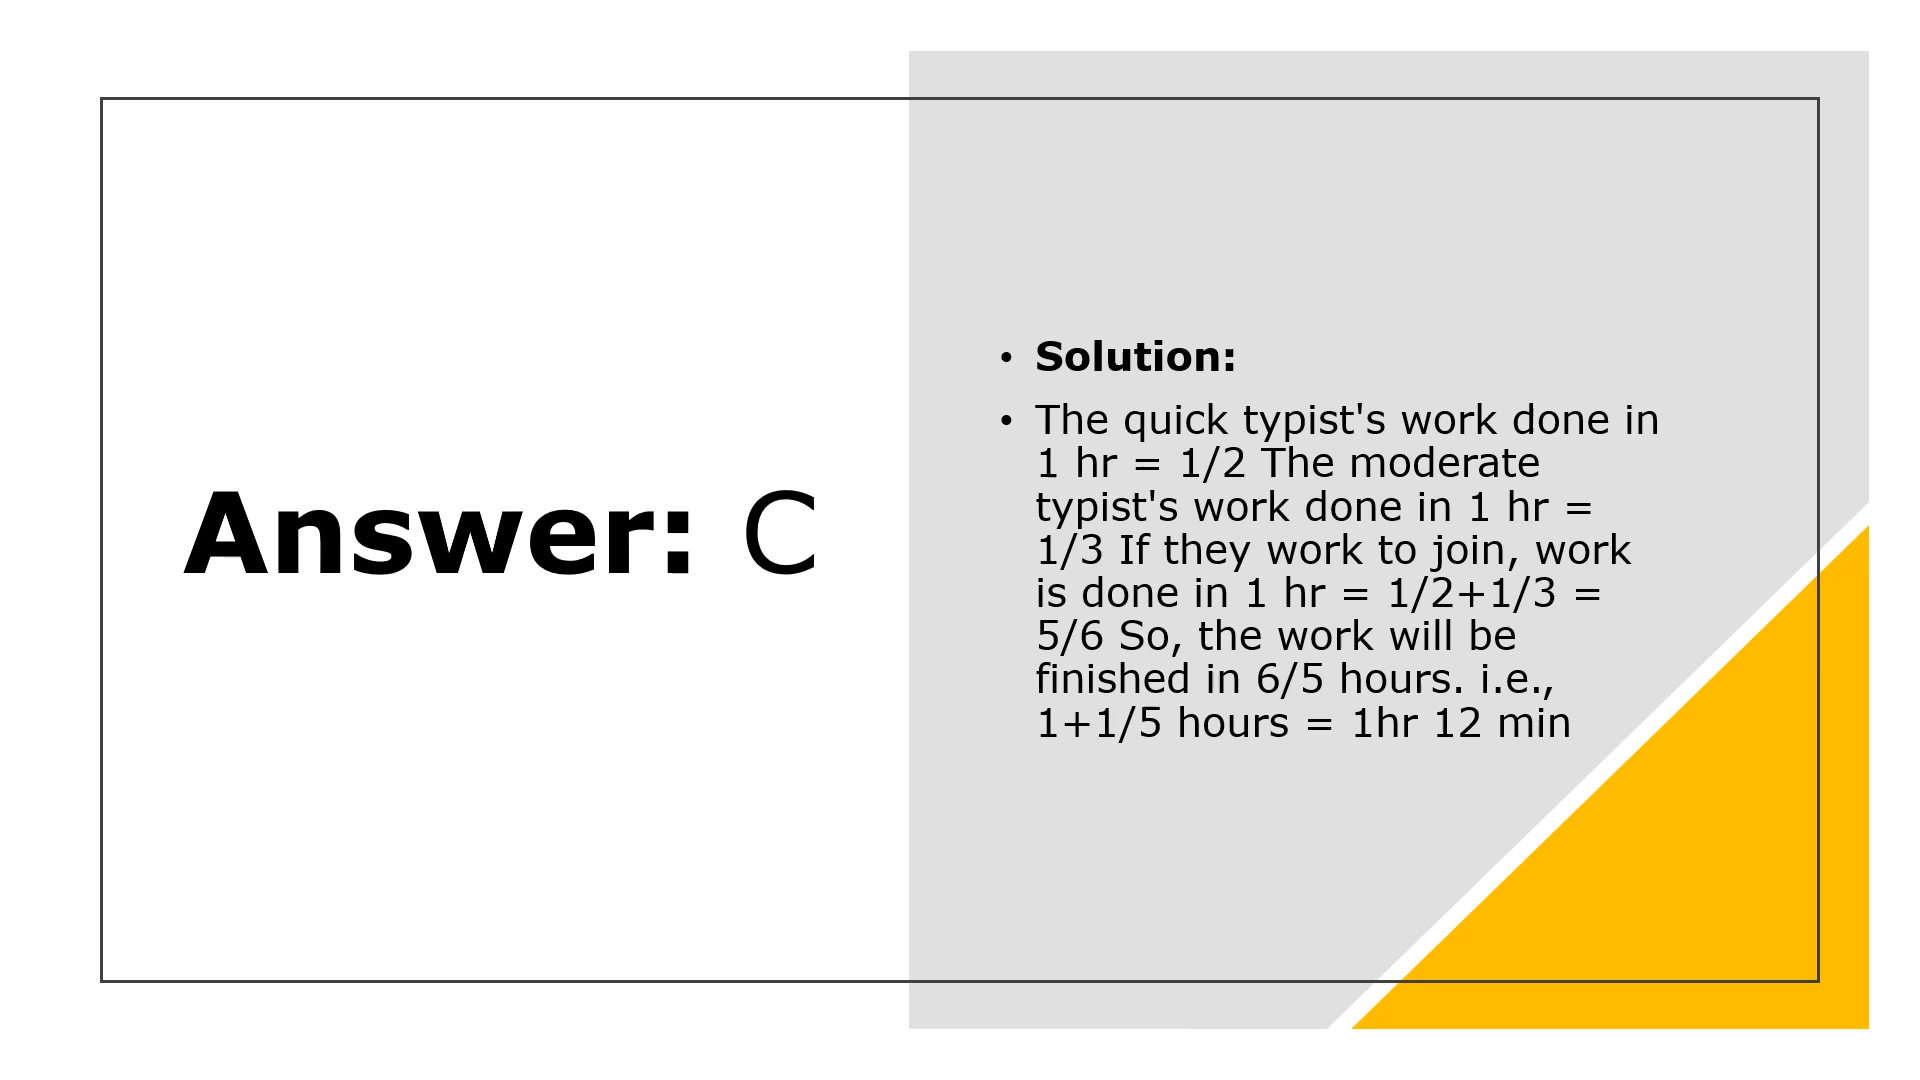 Answer: C
• Solution:
• The quick typist's work done in
1 hr = 1/2 The moderate
typist's work done in 1 hr =
1/3 If they work to join, work
is done in 1 hr = 1/2+1/3 =
5/6 So, the work will be
finished in 6/5 hours. i.e.,
1+1/5 hours = 1hr 12 min